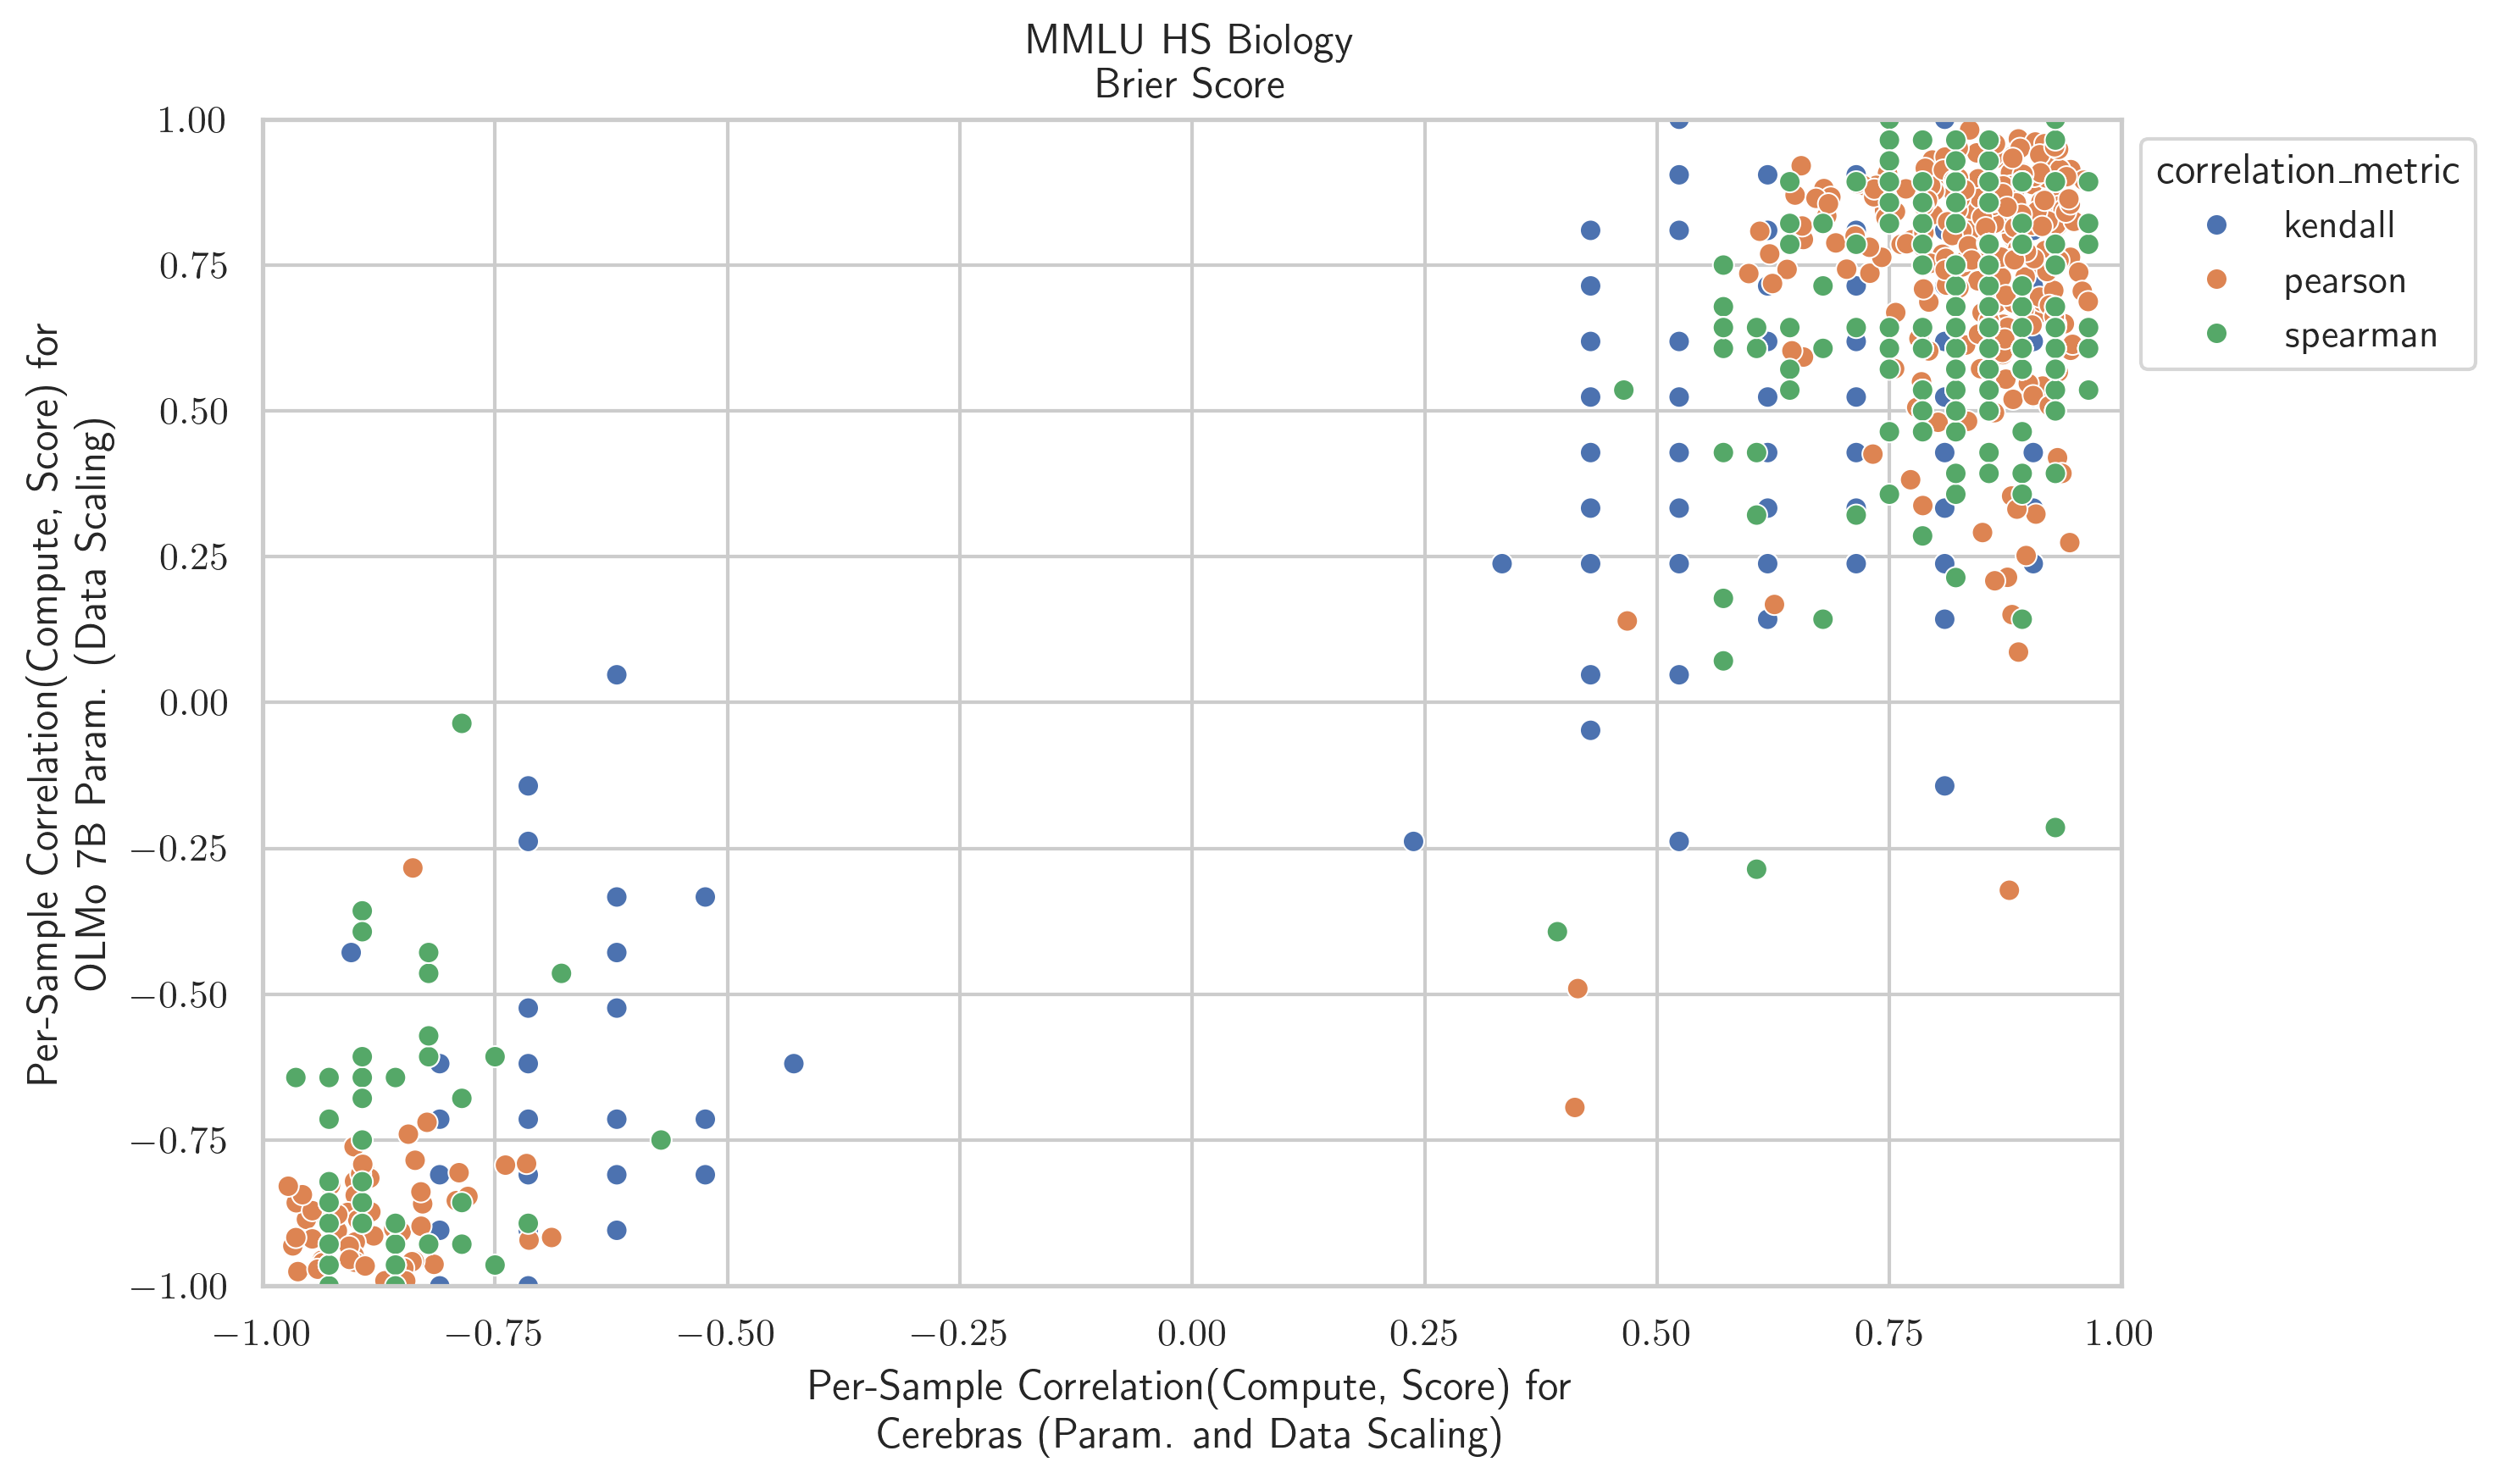 MMLU HS Biology
Brier Score
Per-Sample Correlation(Compute, Score) for
OLMo 7B Param. (Data Scaling)
1.00
0.75
0.50
0.25
0.00
−0.25
−0.50
−0.75
−1.00
−1.00
−0.75
−0.50
−0.25
0.00
0.25
0.50
0.75
1.00
Per-Sample Correlation(Compute, Score) for
Cerebras (Param. and Data Scaling)
correlation_metric
kendall
pearson
spearman